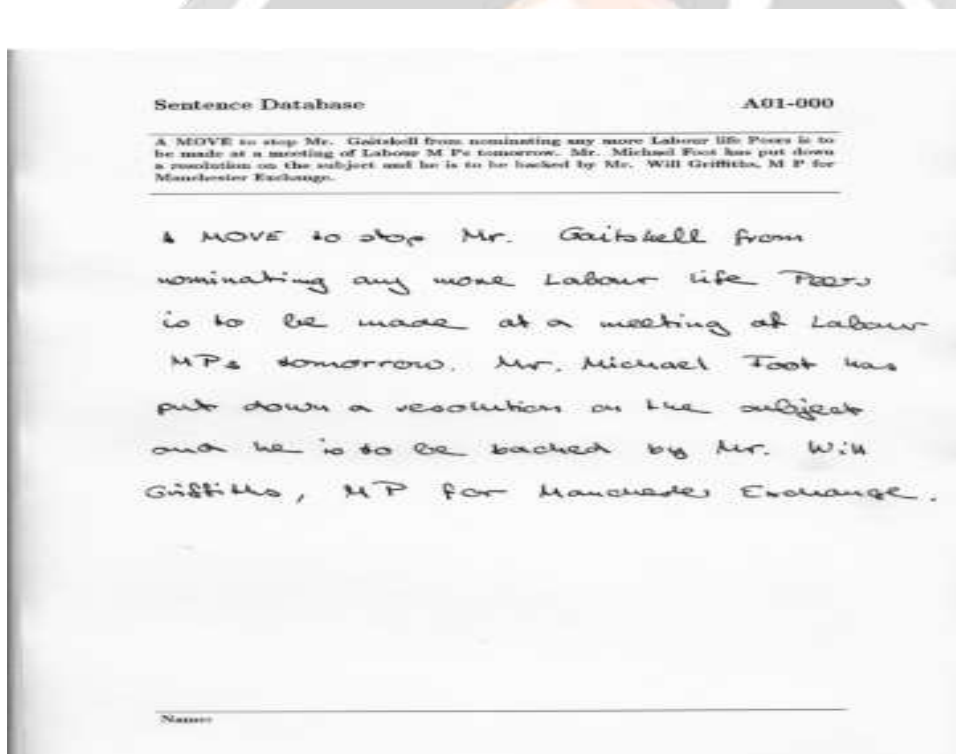 Sentence Database A01-000
A MOVE to stop Mr. Gaitskell from nominating any more Labour life Peers is to
be made at a meeting of Labour M Ps tomorrow. Mr. Michael Foot has put down
a resolution on the subject and he is to be backed by Mr. Will Griffiths, M P for
Manchester Exchange.
A MOVE to stop Mr. Gaitskell from
nominating any more Labour life Peers
is to be made at a meeting of Labour
MPs tomorrow. Mr. Michael Foot has
put down a resolution on the subject
and he is to be backed by Mr. Will
Griffiths, MP for Manchester Exchange.
Name: